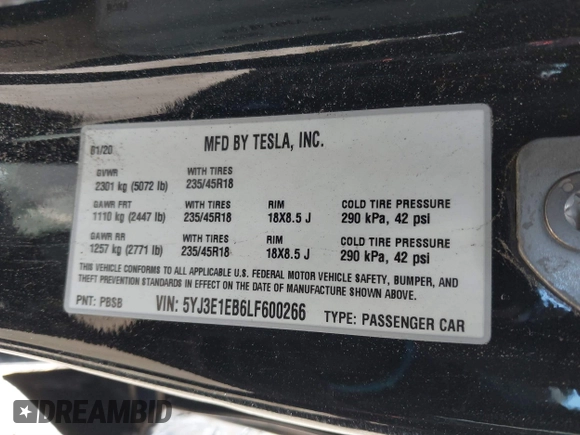 MFD BY TESLA, INC.
01/20
GVWR WITH TIRES
2301 kg (5072 lb) 235/45R18
GAWR FRT WITH TIRES RIM COLD TIRE PRESSURE
1110 kg (2447 lb) 235/45R18 18X8.5 J 290 kPa, 42 psi
GAWR RR WITH TIRES RIM COLD TIRE PRESSURE
1257 kg (2771 lb) 235/45R18 18X8.5 J 290 kPa, 42 psi
THIS VEHICLE CONFORMS TO ALL APPLICABLE U.S. FEDERAL MOTOR VEHICLE SAFETY, BUMPER, AND
THEFT PREVENTION STANDARDS IN EFFECT ON THE DATE OF MANUFACTURE SHOWN ABOVE.
PNT: PBSB VIN: 5YJ3E1EB6LF600266 TYPE: PASSENGER CAR
DREAMBID